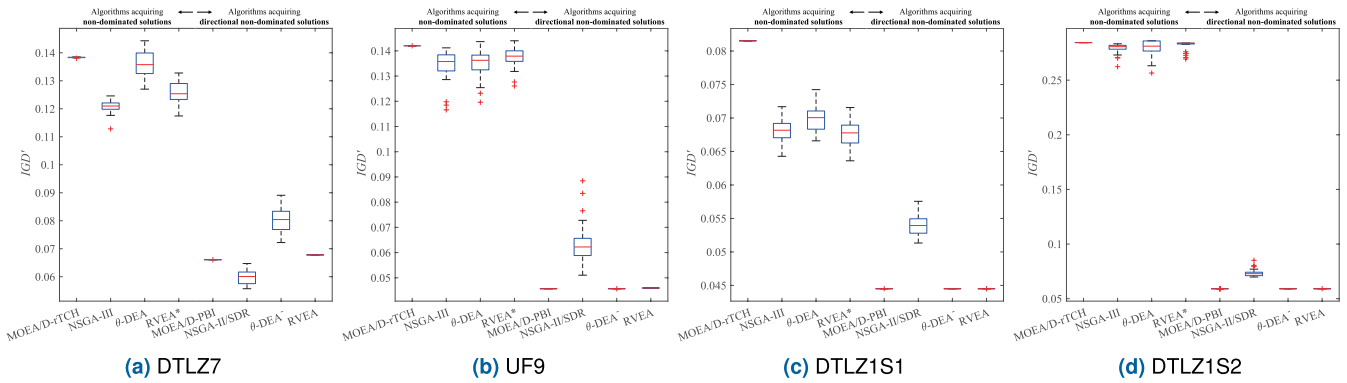 Algorithms acquiring Algorithms acquiring
non-dominated solutions directional non-dominated solutions
0.14
0.13
0.12
0.11
0.1
0.09
0.08
0.07
0.06
IGD'
MOEA/D-rTCH
NSGA-III
θ-DEA
RVEA*
MOEA/D-PBI
NSGA-II/SDR
θ-DEA-
RVEA
(a) DTLZ7
Algorithms acquiring Algorithms acquiring
non-dominated solutions directional non-dominated solutions
0.14
0.13
0.12
0.11
0.1
0.09
0.08
0.07
0.06
0.05
IGD'
MOEA/D-rTCH
NSGA-III
θ-DEA
RVEA*
MOEA/D-PBI
NSGA-II/SDR
θ-DEA-
RVEA
(b) UF9
Algorithms acquiring Algorithms acquiring
non-dominated solutions directional non-dominated solutions
0.08
0.075
0.07
0.065
0.06
0.055
0.05
0.045
IGD'
MOEA/D-rTCH
NSGA-III
θ-DEA
RVEA*
MOEA/D-PBI
NSGA-II/SDR
θ-DEA-
RVEA
(c) DTLZ1S1
Algorithms acquiring Algorithms acquiring
non-dominated solutions directional non-dominated solutions
0.25
0.2
0.15
0.1
0.05
IGD'
MOEA/D-rTCH
NSGA-III
θ-DEA
RVEA*
MOEA/D-PBI
NSGA-II/SDR
θ-DEA-
RVEA
(d) DTLZ1S2